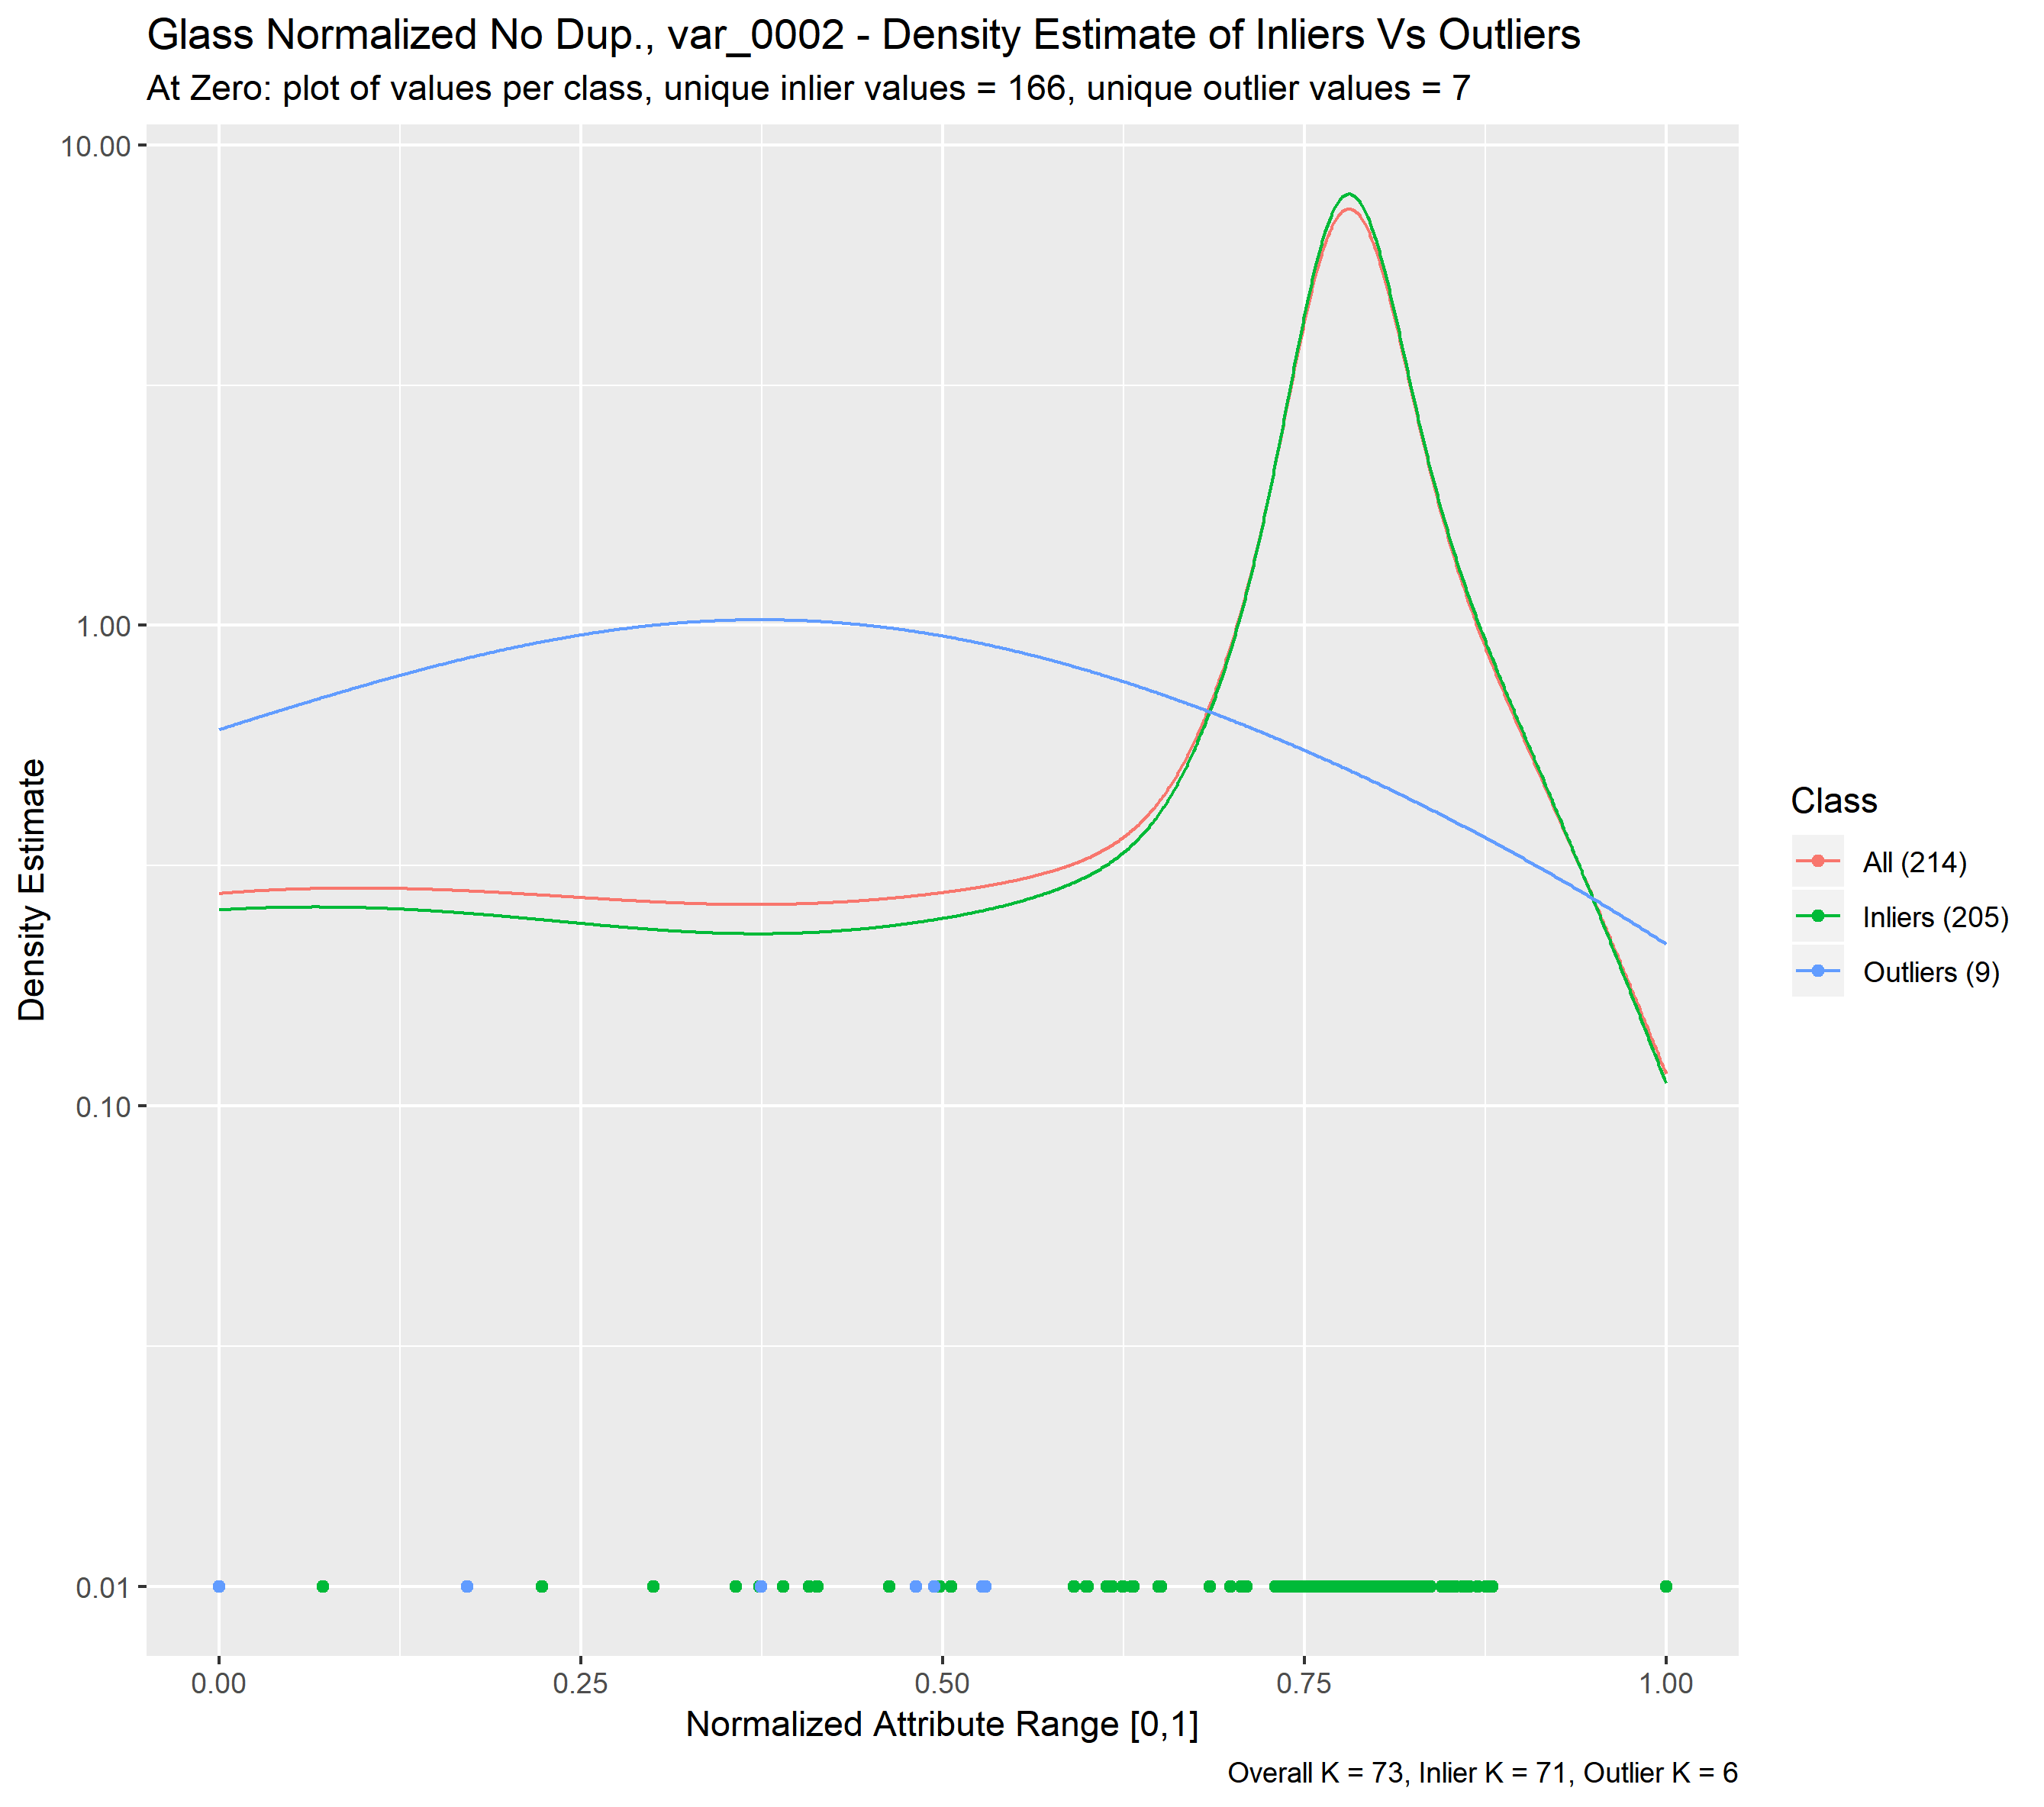 Glass Normalized No Dup., var_0002 - Density Estimate of Inliers Vs Outliers
At Zero: plot of values per class, unique inlier values = 166, unique outlier values = 7
10.00
1.00
0.10
0.01
Density Estimate
0.00 0.25 0.50 0.75 1.00
Normalized Attribute Range [0,1]
Class
All (214)
Inliers (205)
Outliers (9)
Overall K = 73, Inlier K = 71, Outlier K = 6